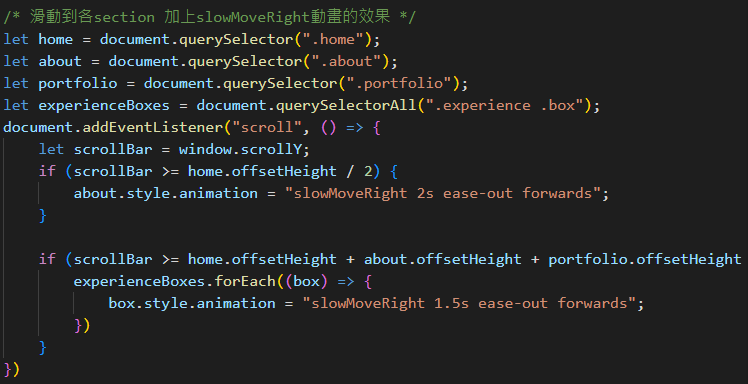 /* 滑動到各section 加上slowMoveRight動畫的效果 */
let home = document.querySelector(".home");
let about = document.querySelector(".about");
let portfolio = document.querySelector(".portfolio");
let experienceBoxes = document.querySelectorAll(".experience .box");
document.addEventListener("scroll", () => {
    let scrollBar = window.scrollY;
    if (scrollBar >= home.offsetHeight / 2) {
        about.style.animation = "slowMoveRight 2s ease-out forwards";
    }

    if (scrollBar >= home.offsetHeight + about.offsetHeight + portfolio.offsetHeight
        experienceBoxes.forEach((box) => {
            box.style.animation = "slowMoveRight 1.5s ease-out forwards";
        })
    }
})